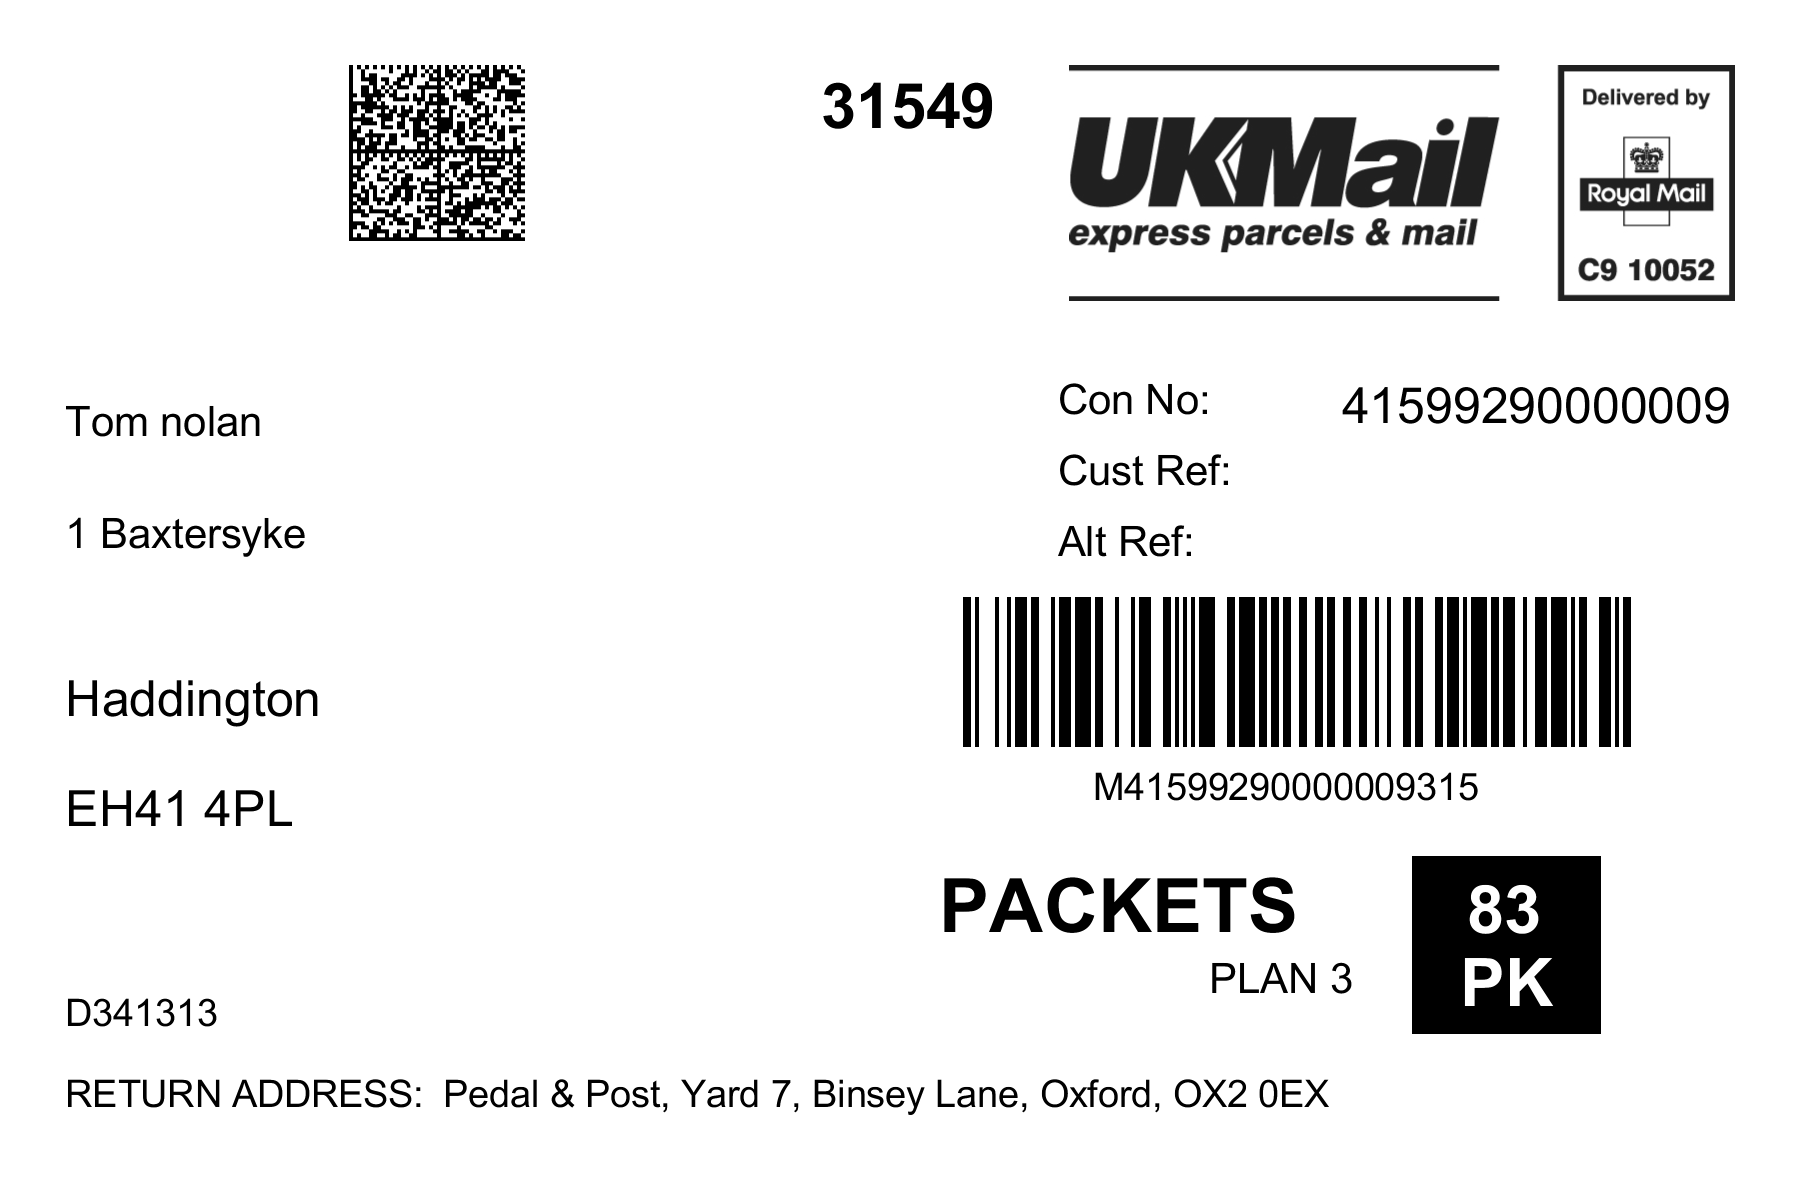 31549
UKMail
express parcels & mail
Delivered by
Royal Mail
C9 10052
Tom nolan
1 Baxtersyke
Haddington
EH41 4PL
Con No: 41599290000009
Cust Ref:
Alt Ref:
M41599290000009315
PACKETS
PLAN 3
83
PK
D341313
RETURN ADDRESS: Pedal & Post, Yard 7, Binsey Lane, Oxford, OX2 0EX